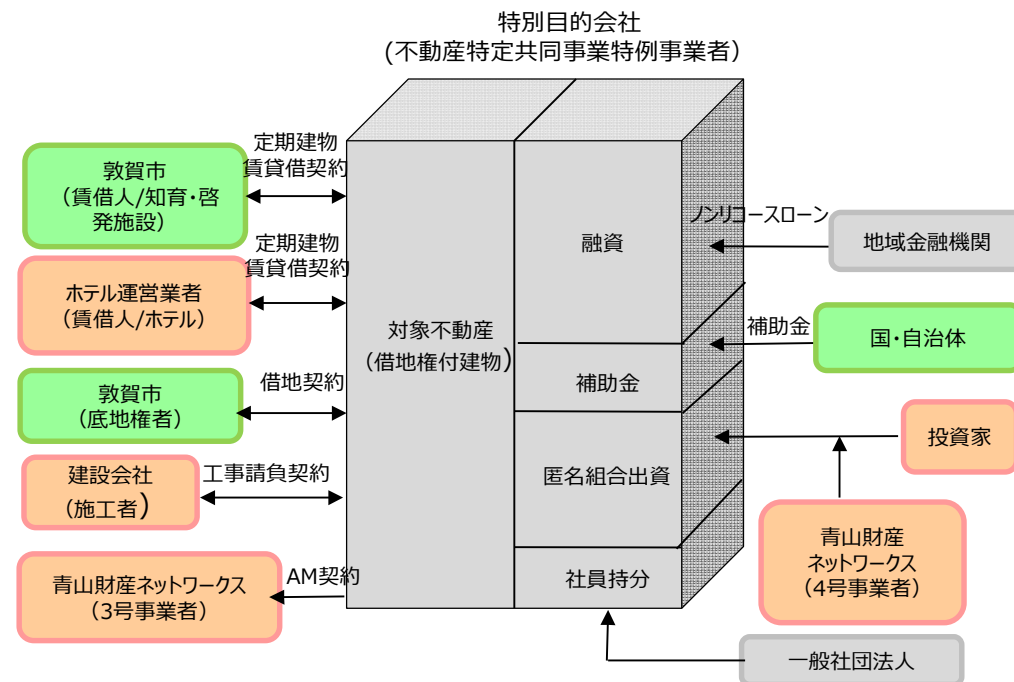 特別目的会社
(不動産特定共同事業特例事業者)
定期建物
賃貸借契約
敦賀市
(賃借人/知育・啓
発施設)
定期建物
賃貸借契約
ホテル運営業者
(賃借人/ホテル)
借地契約
敦賀市
(底地権者)
工事請負契約
建設会社
(施工者)
AM契約
青山財産ネットワークス
(3号事業者)
対象不動産
(借地権付建物)
融資
補助金
匿名組合出資
社員持分
ノンリコースローン
地域金融機関
補助金
国・自治体
投資家
青山財産
ネットワークス
(4号事業者)
一般社団法人